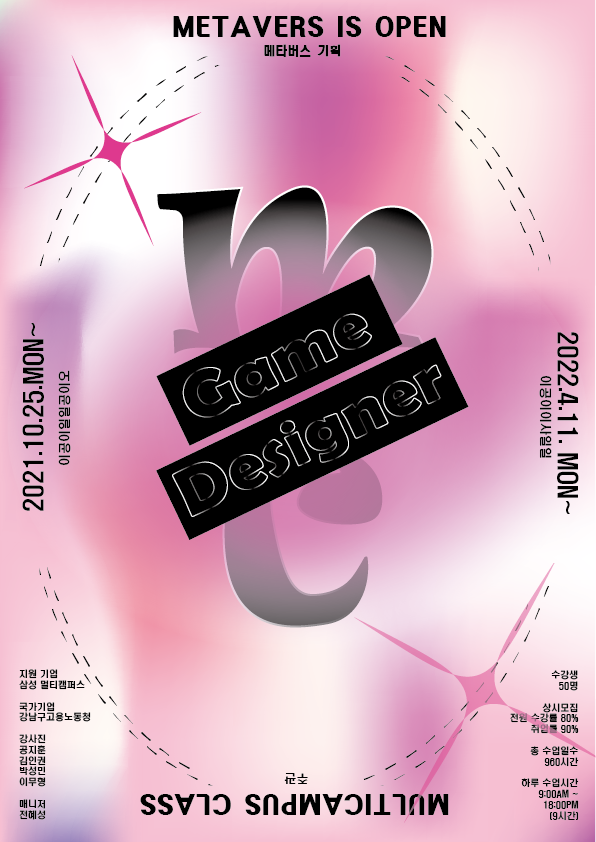 METAVERS IS OPEN
메타버스 기획
me
Game
Designer
2021.10.25.MON~
이공이일일공이오
2022.4.11. MON~
이공이이사일일
지원 기업
삼성 멀티캠퍼스
국가기업
강남구고용노동청
강사진
공지훈
김인권
박성민
이무형
매니저
전혜성
수강생
50명
상시모집
전원 수강률 80%
취업률 90%
총 수업일수
960시간
하루 수업시간
9:00AM ~
18:00PM
(9시간)
주관
MULTICAMPUS CLASS